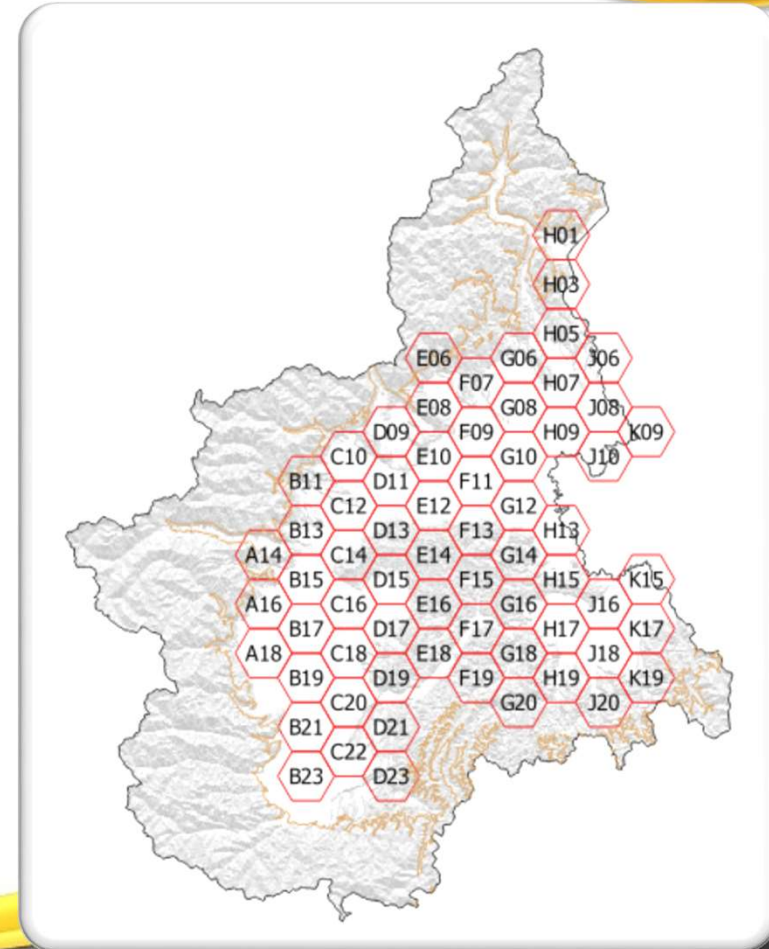 H01
H03
H05
E06 G06 J06
F07 H07
E08 G08 J08
D09 F09 H09 K09
C10 E10 G10 J10
B11 D11 F11
C12 E12 G12
B13 D13 F13 H13
A14 C14 E14 G14
B15 D15 F15 H15 K15
A16 C16 E16 G16 J16
B17 D17 F17 H17 K17
A18 C18 E18 G18 J18
B19 D19 F19 H19 K19
C20 G20 J20
B21 D21
C22
B23 D23